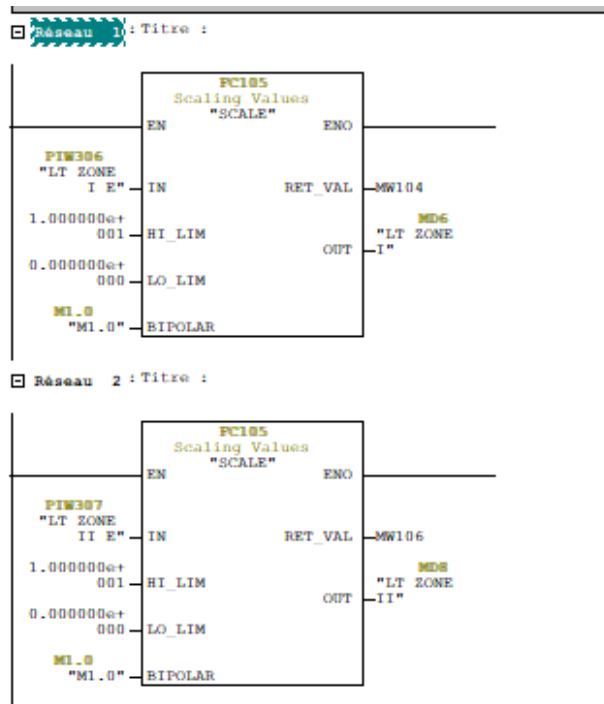 Réseau 1 : Titre :
FC105
Scaling Values
"SCALE"
EN ENO
PIW306
"LT ZONE
I E" IN RET_VAL MW104
1.000000e+ MD6
001 HI_LIM "LT ZONE
OUT I"
0.000000e+
000 LO_LIM
M1.0
"M1.0" BIPOLAR
Réseau 2 : Titre :
FC105
Scaling Values
"SCALE"
EN ENO
PIW307
"LT ZONE
II E" IN RET_VAL MW106
1.000000e+ MD8
001 HI_LIM "LT ZONE
OUT II"
0.000000e+
000 LO_LIM
M1.0
"M1.0" BIPOLAR